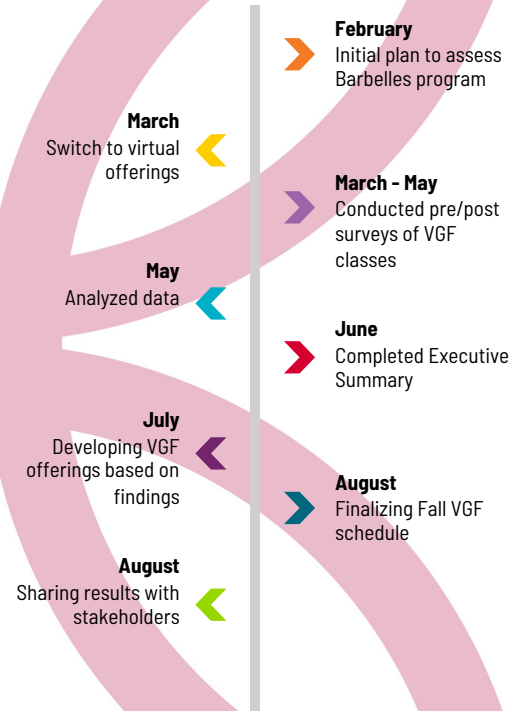 February
Initial plan to assess
Barbelles program
March
Switch to virtual
offerings
March - May
Conducted pre/post
surveys of VGF
classes
May
Analyzed data
June
Completed Executive
Summary
July
Developing VGF
offerings based on
findings
August
Finalizing Fall VGF
schedule
August
Sharing results with
stakeholders